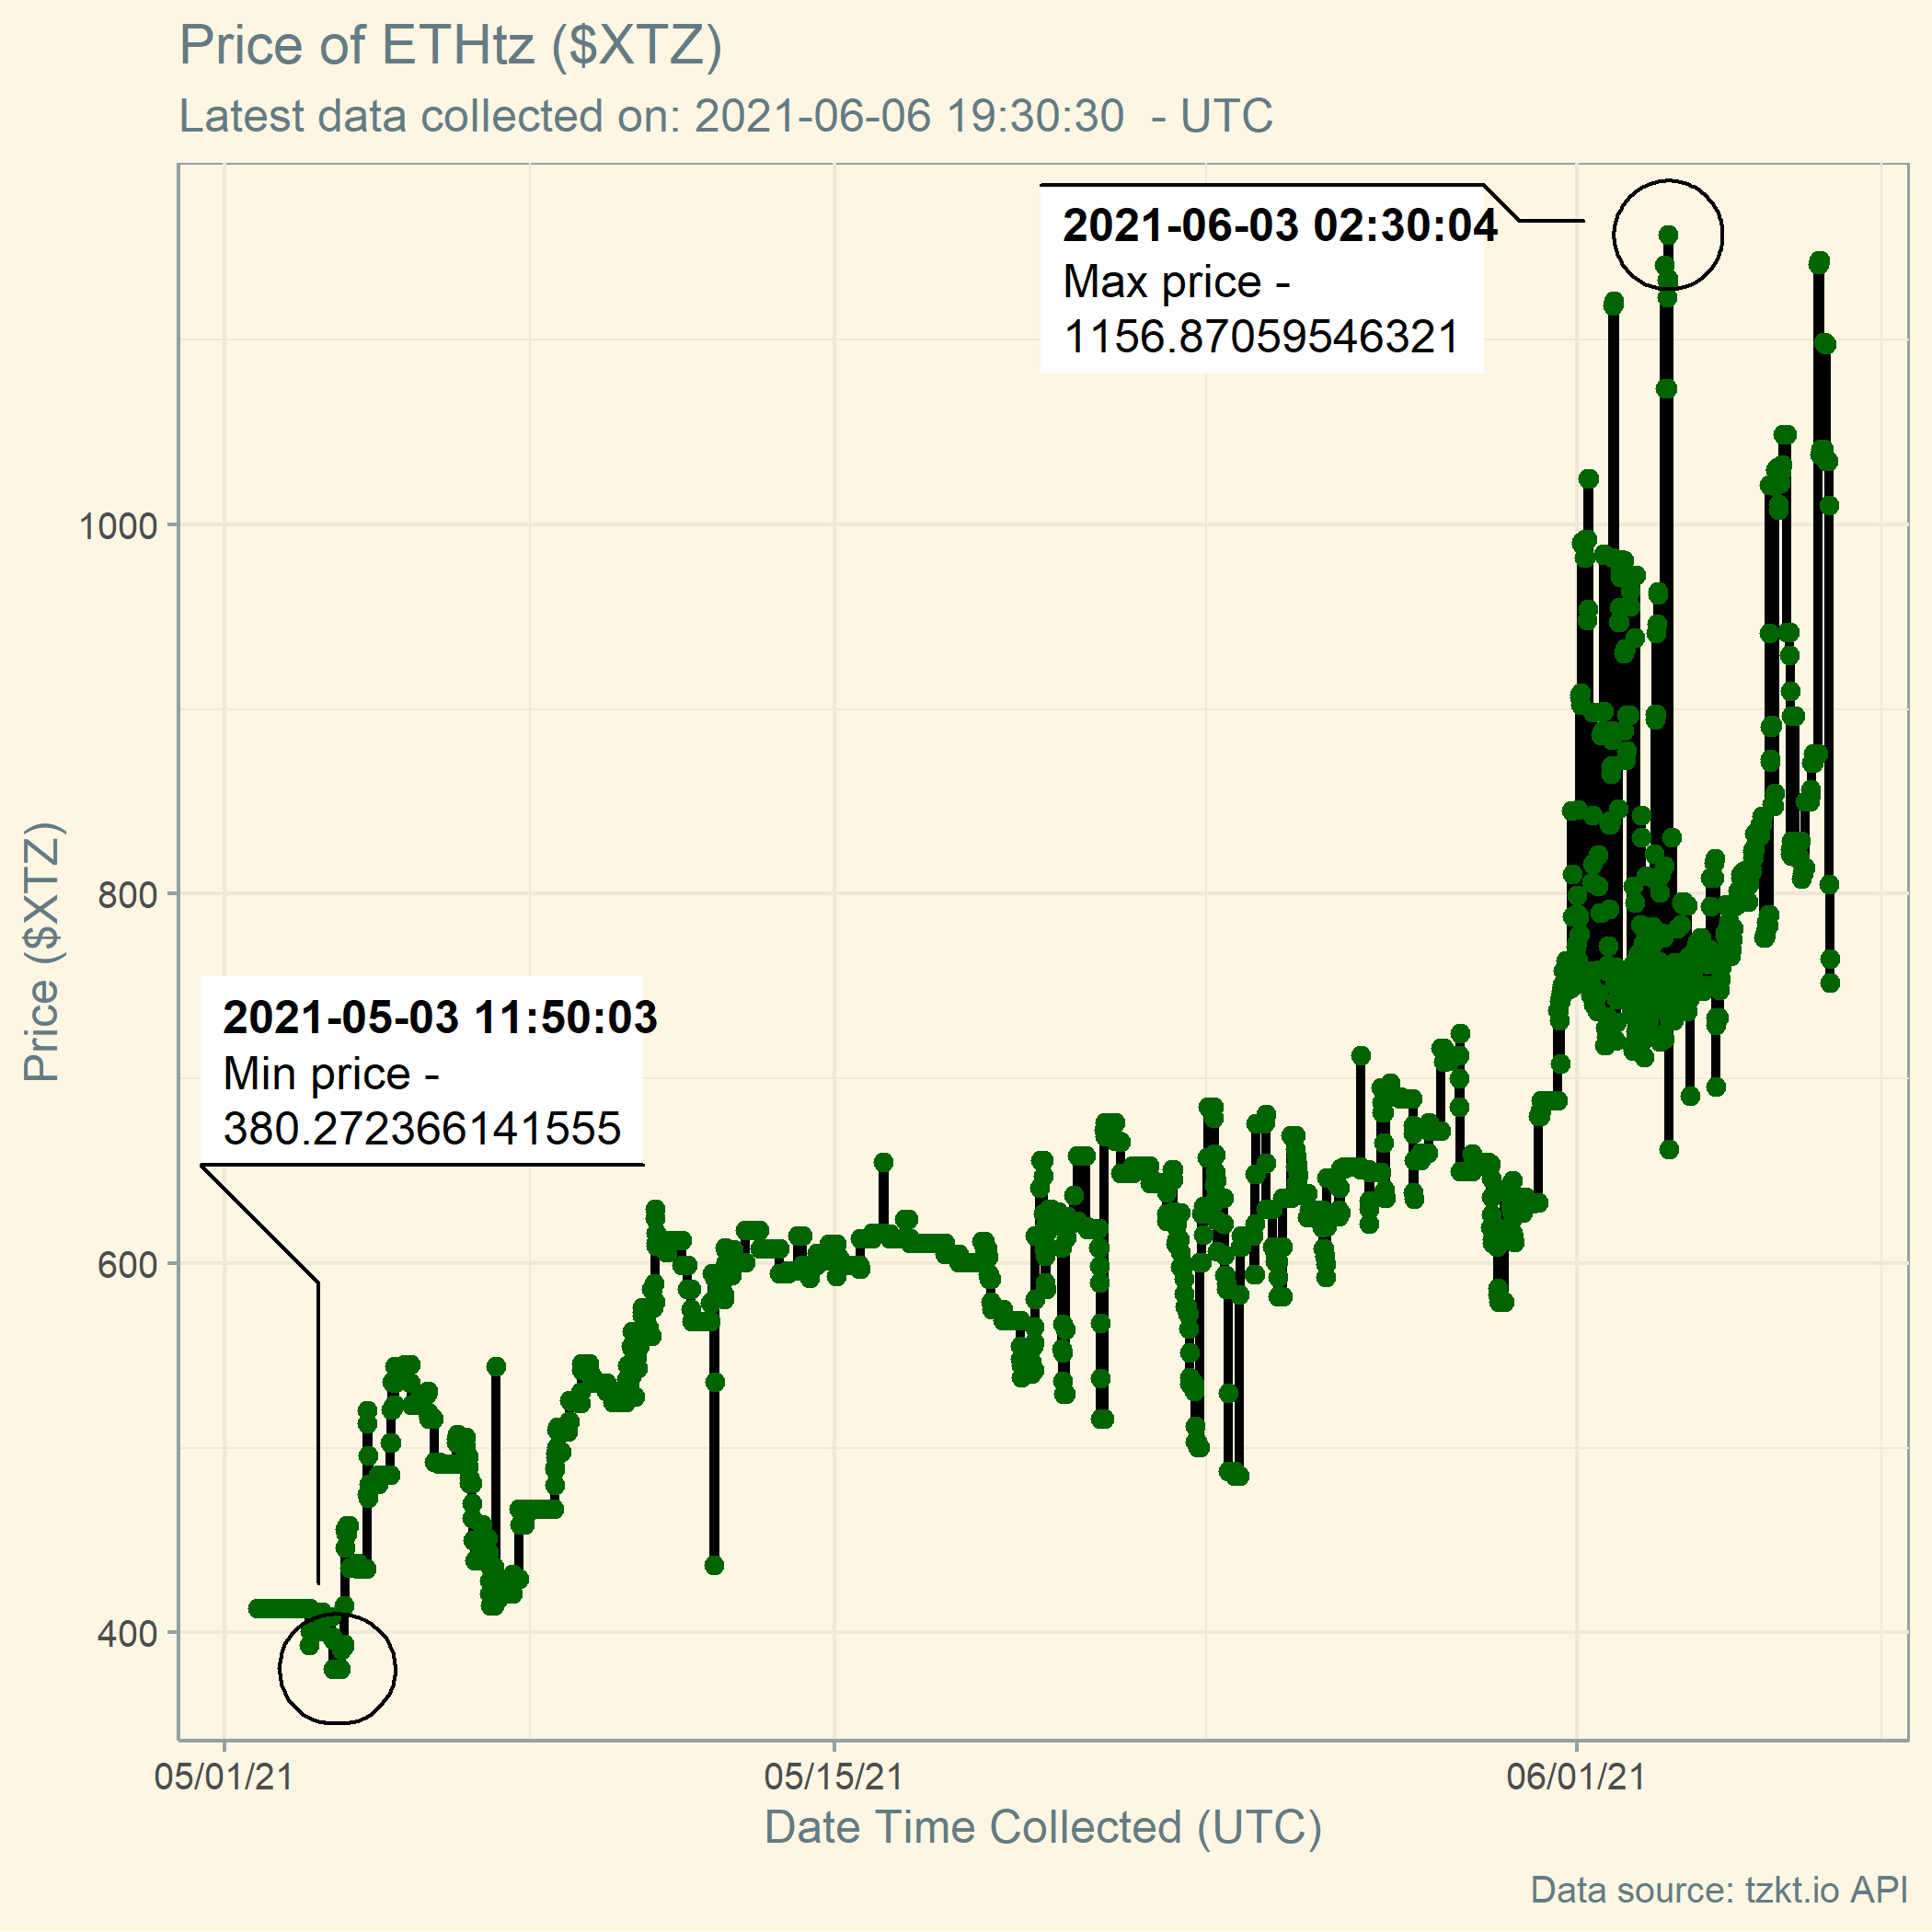 Price of ETHtz ($XTZ)
Latest data collected on: 2021-06-06 19:30:30  - UTC
2021-06-03 02:30:04
Max price -
1156.87059546321
1000
800
600
400
Price ($XTZ)
2021-05-03 11:50:03
Min price -
380.272366141555
05/01/21
05/15/21
06/01/21
Date Time Collected (UTC)
Data source: tzkt.io API